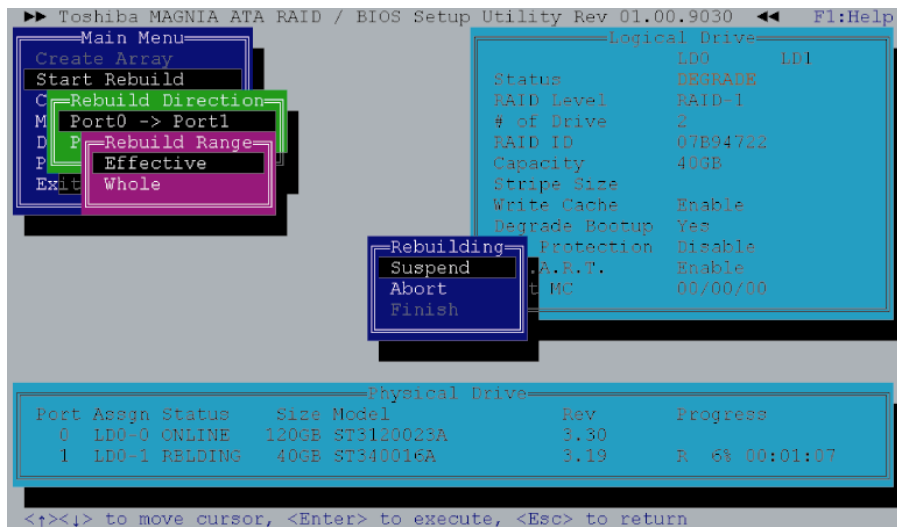 ►► Toshiba MAGNIA ATA RAID / BIOS Setup Utility Rev 01.00.9030 ◄◄ F1:Help
Main Menu
Create Array
Start Rebuild
C
M
D
P
Exit
Rebuild Direction
Port0 -> Port1
P
Rebuild Range
Effective
Whole
Logical Drive
LD0 LD1
Status DEGRADE
RAID Level RAID-1
# of Drive 2
RAID ID 07B94722
Capacity 40GB
Stripe Size
Write Cache Enable
Degrade Bootup Yes
Protection Disable
.A.R.T. Enable
t MC 00/00/00
Rebuilding
Suspend
Abort
Finish
Physical Drive
Port Assgn Status Size Model Rev Progress
0 LD0-0 ONLINE 120GB ST3120023A 3.30
1 LD0-1 RBLDING 40GB ST340016A 3.19 R 6% 00:01:07
<↑><↓> to move cursor, <Enter> to execute, <Esc> to return